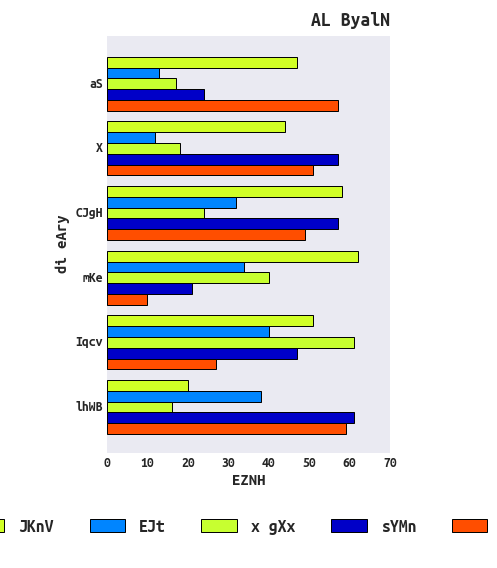 AL ByalN
aS
X
CJgH
mKe
Iqcv
lhWB
di eAry
0 10 20 30 40 50 60 70
EZNH
JKnV EJt x gXx sYMn